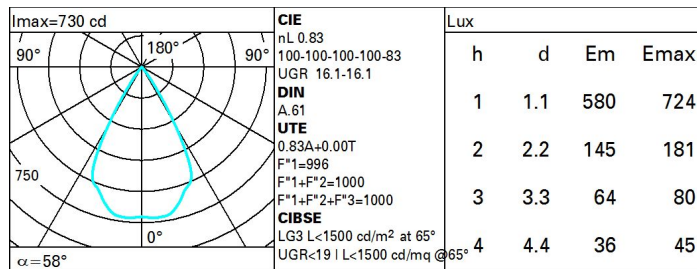 Imax=730 cd
90° 180° 90°
750
0°
α=58°
CIE
nL 0.83
100-100-100-100-83
UGR 16.1-16.1
DIN
A.61
UTE
0.83A+0.00T
F"1=996
F"1+F"2=1000
F"1+F"2+F"3=1000
CIBSE
LG3 L<1500 cd/m² at 65°
UGR<19 | L<1500 cd/mq @65°
Lux
h d Em Emax
1 1.1 580 724
2 2.2 145 181
3 3.3 64 80
4 4.4 36 45